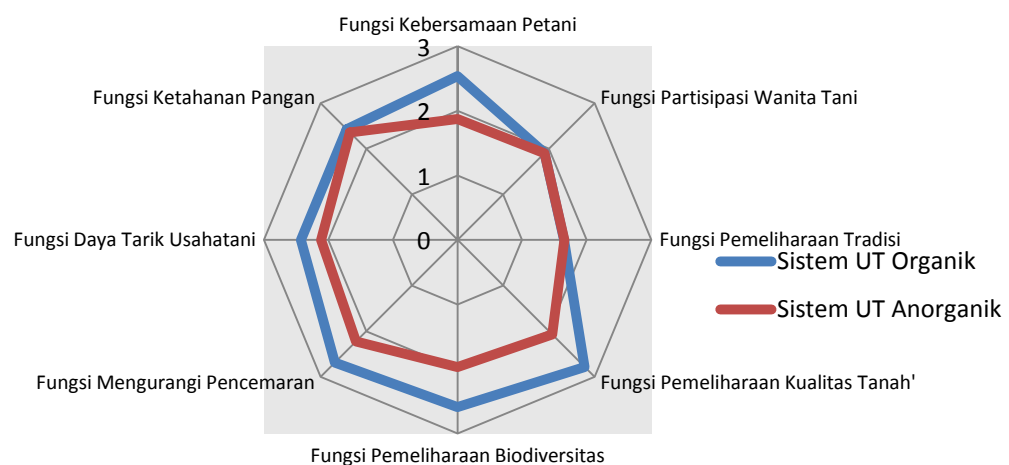 Fungsi Kebersamaan Petani
3
Fungsi Ketahanan Pangan
Fungsi Partisipasi Wanita Tani
2
1
Fungsi Daya Tarik Usahatani
0
Fungsi Pemeliharaan Tradisi
Sistem UT Organik
Sistem UT Anorganik
Fungsi Mengurangi Pencemaran
Fungsi Pemeliharaan Kualitas Tanah'
Fungsi Pemeliharaan Biodiversitas